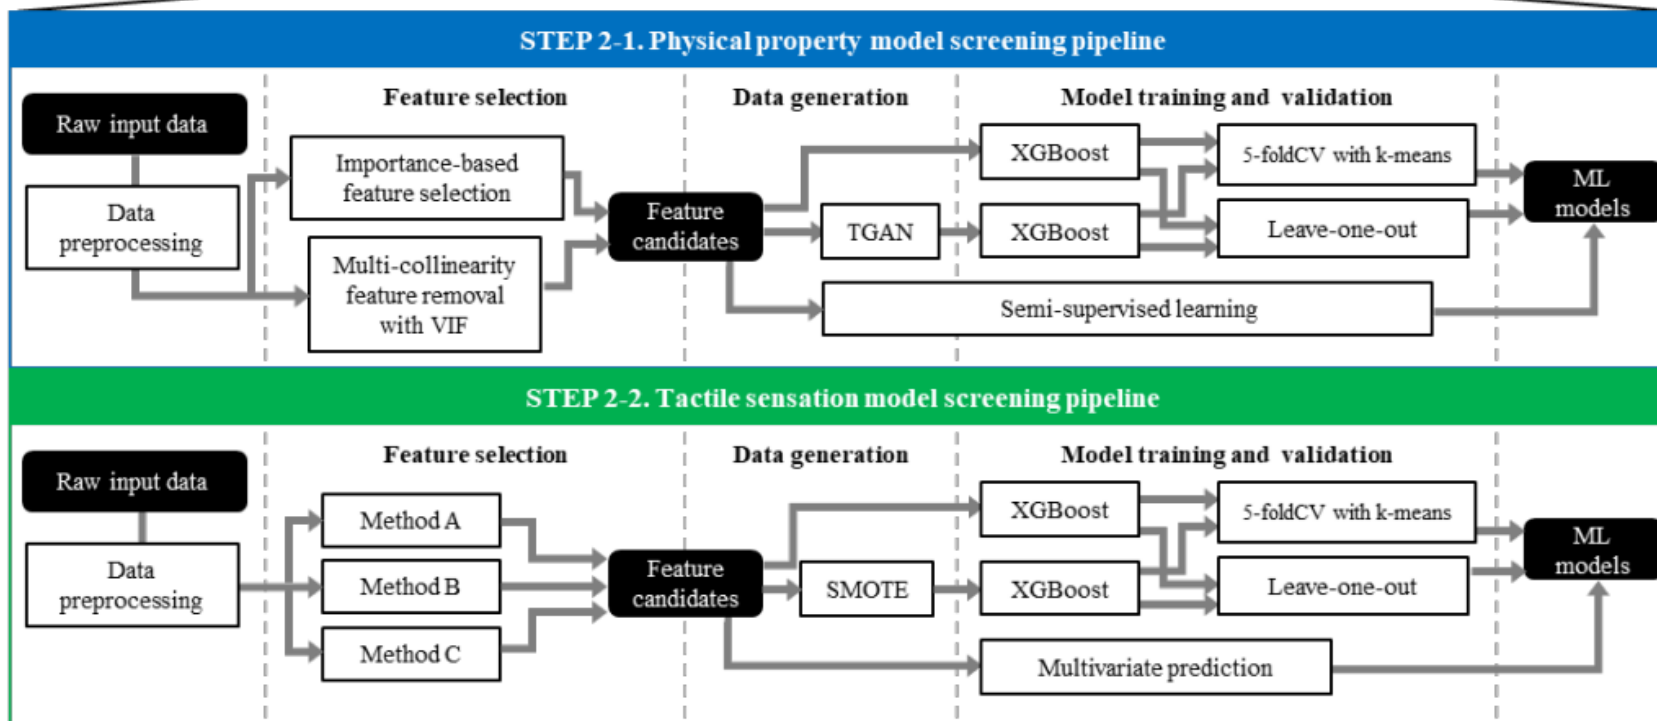 STEP 2-1. Physical property model screening pipeline
Feature selection
Data generation
Model training and validation
Raw input data
Data
preprocessing
Importance-based
feature selection
Multi-collinearity
feature removal
with VIF
Feature
candidates
TGAN
XGBoost
XGBoost
5-foldCV with k-means
Leave-one-out
Semi-supervised learning
ML
models
STEP 2-2. Tactile sensation model screening pipeline
Feature selection
Data generation
Model training and validation
Raw input data
Data
preprocessing
Method A
Method B
Method C
Feature
candidates
SMOTE
XGBoost
XGBoost
5-foldCV with k-means
Leave-one-out
Multivariate prediction
ML
models